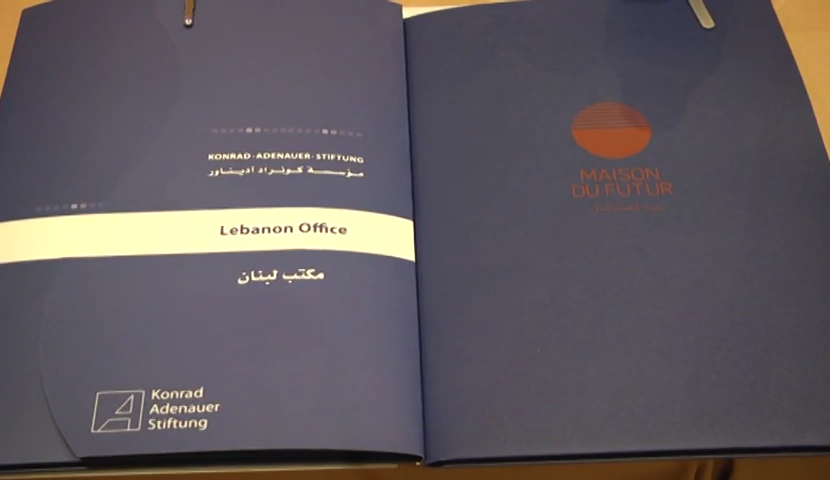 KONRAD-ADENAUER-STIFTUNG
مؤسسة كونراد اديناور
Lebanon Office
مكتب لبنان
Konrad
Adenauer
Stiftung
MAISON
DU FUTUR